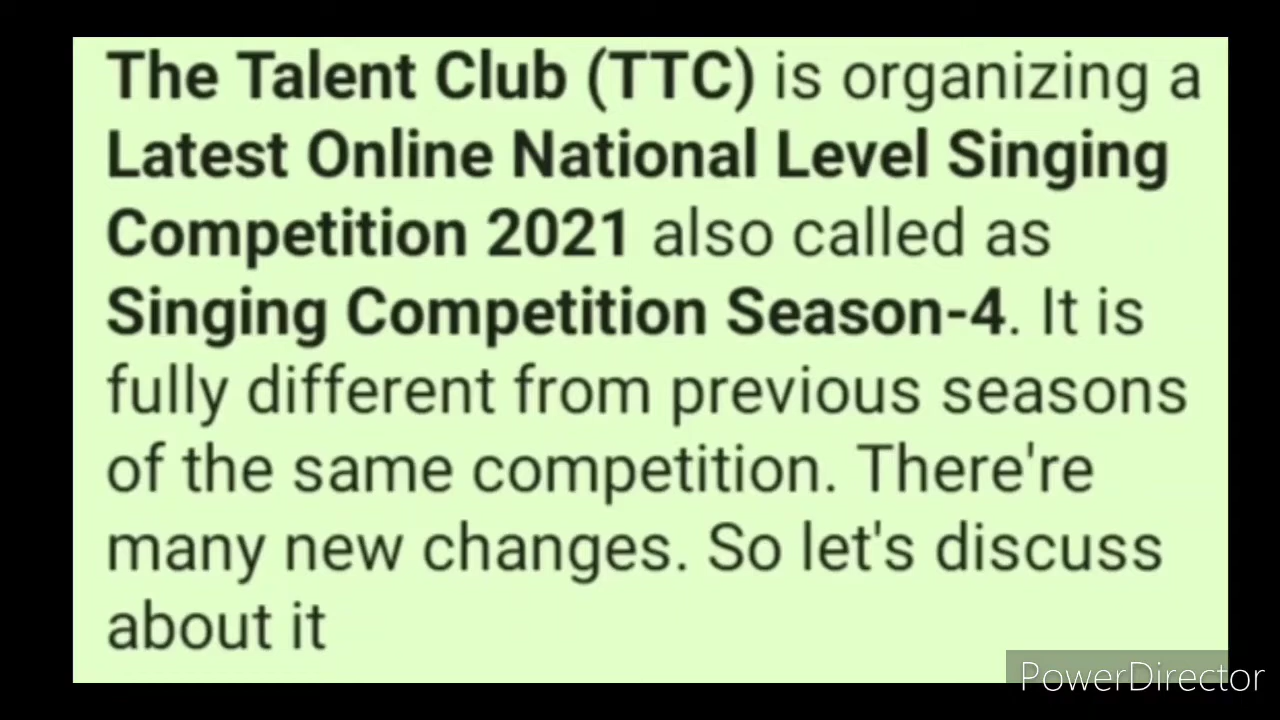 The Talent Club (TTC) is organizing a
Latest Online National Level Singing
Competition 2021 also called as
Singing Competition Season-4. It is
fully different from previous seasons
of the same competition. There're
many new changes. So let's discuss
about it
PowerDirector